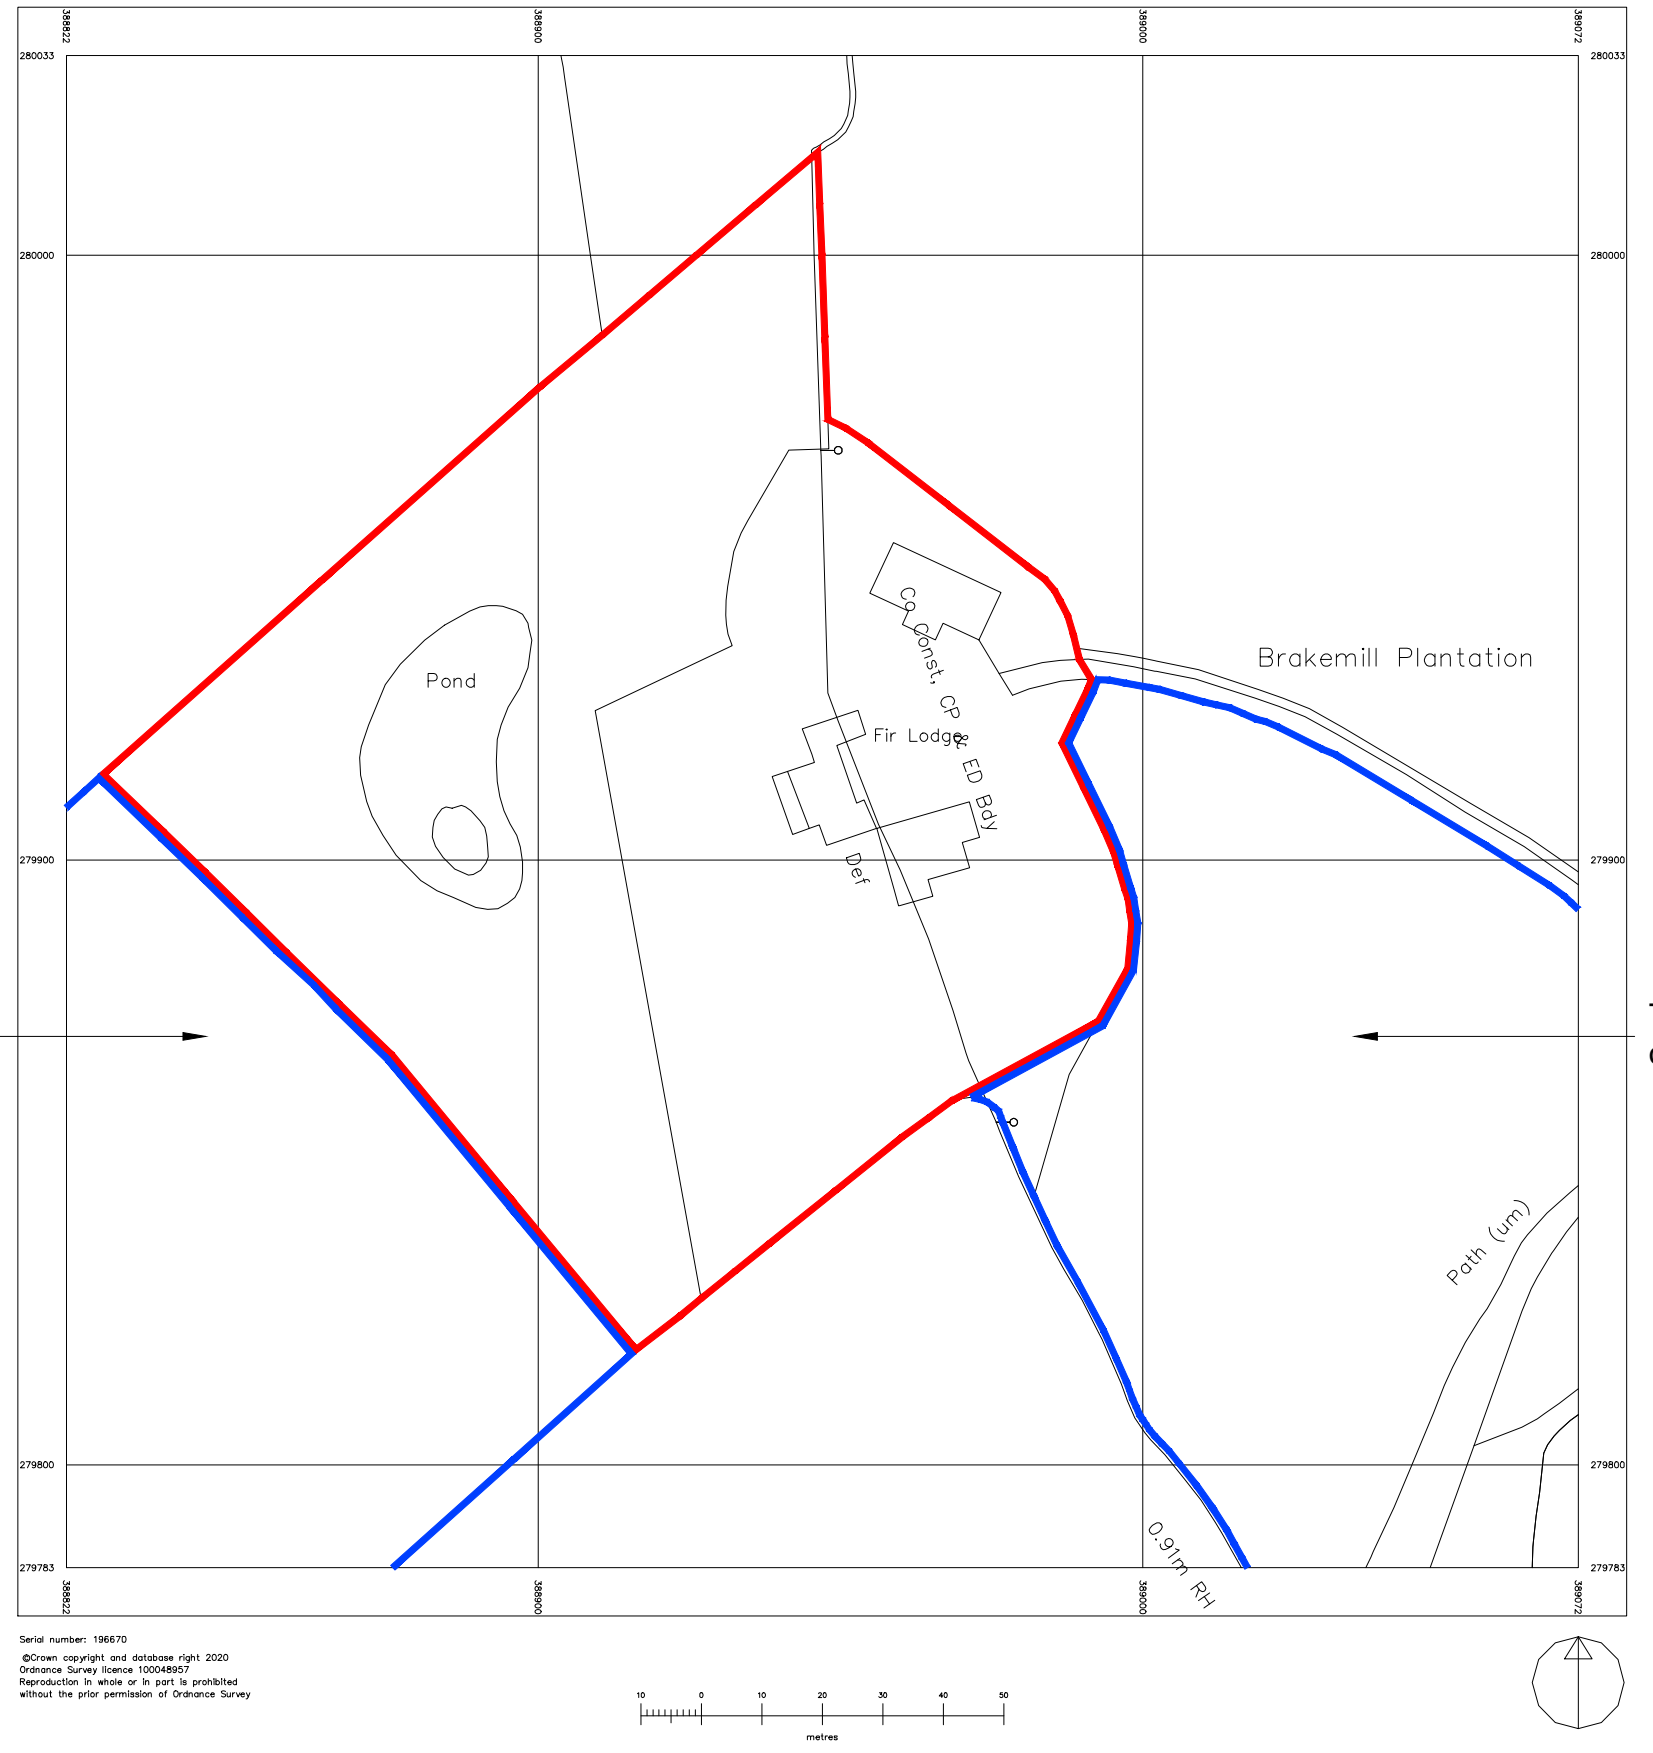 388822
388900
389000
389072
280033
280033
280000
280000
Co Const, CP & ED Bdy
Brakemill Plantation
Pond
Fir Lodge
Def
279900
279900
Path (um)
279800
279800
0.91m RH
279783
279783
388822
388900
389000
389072
Serial number: 196670
©Crown copyright and database right 2020
Ordnance Survey licence 100048957
Reproduction in whole or in part is prohibited
without the prior permission of Ordnance Survey
10 0 10 20 30 40 50
metres